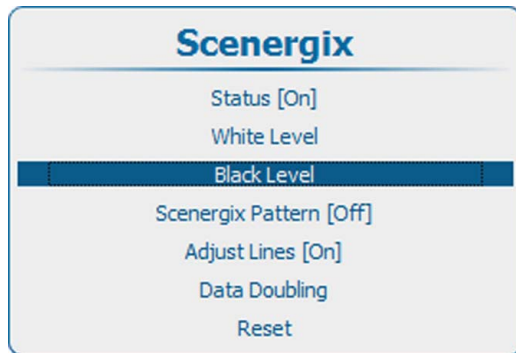 Scenergix
Status [On]
White Level
Black Level
Scenergix Pattern [Off]
Adjust Lines [On]
Data Doubling
Reset